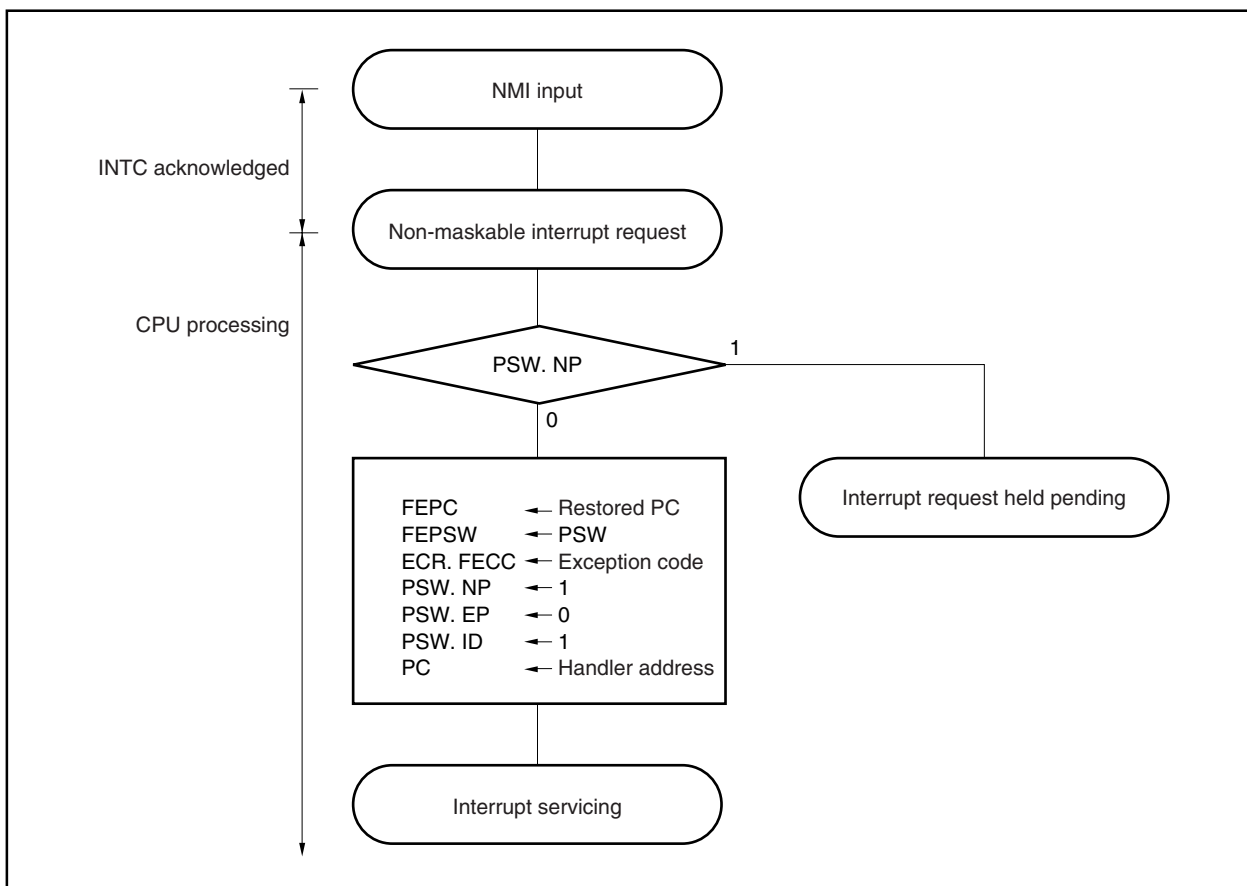 NMI input
INTC acknowledged
Non-maskable interrupt request
CPU processing
PSW. NP
1
0
FEPC ← Restored PC
FEPSW ← PSW
ECR. FECC ← Exception code
PSW. NP ← 1
PSW. EP ← 0
PSW. ID ← 1
PC ← Handler address
Interrupt request held pending
Interrupt servicing